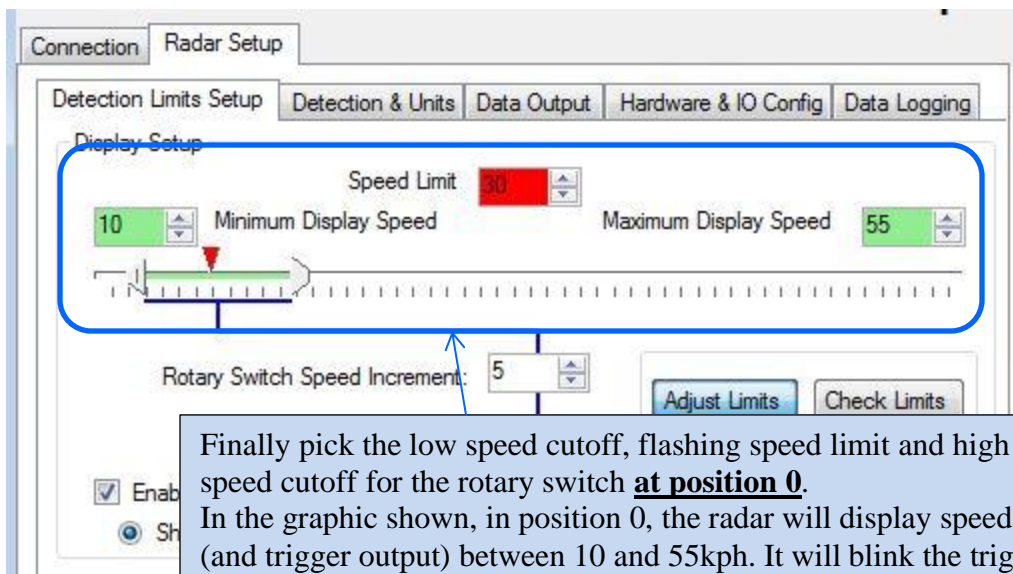 Connection Radar Setup
Detection Limits Setup Detection & Units Data Output Hardware & IO Config Data Logging
Display Setup
Speed Limit 30
10 Minimum Display Speed Maximum Display Speed 55
Rotary Switch Speed Increment: 5
Adjust Limits Check Limits
Enab
Sh
Finally pick the low speed cutoff, flashing speed limit and high
speed cutoff for the rotary switch at position 0.
In the graphic shown, in position 0, the radar will display speed
(and trigger output) between 10 and 55kph. It will blink the trig